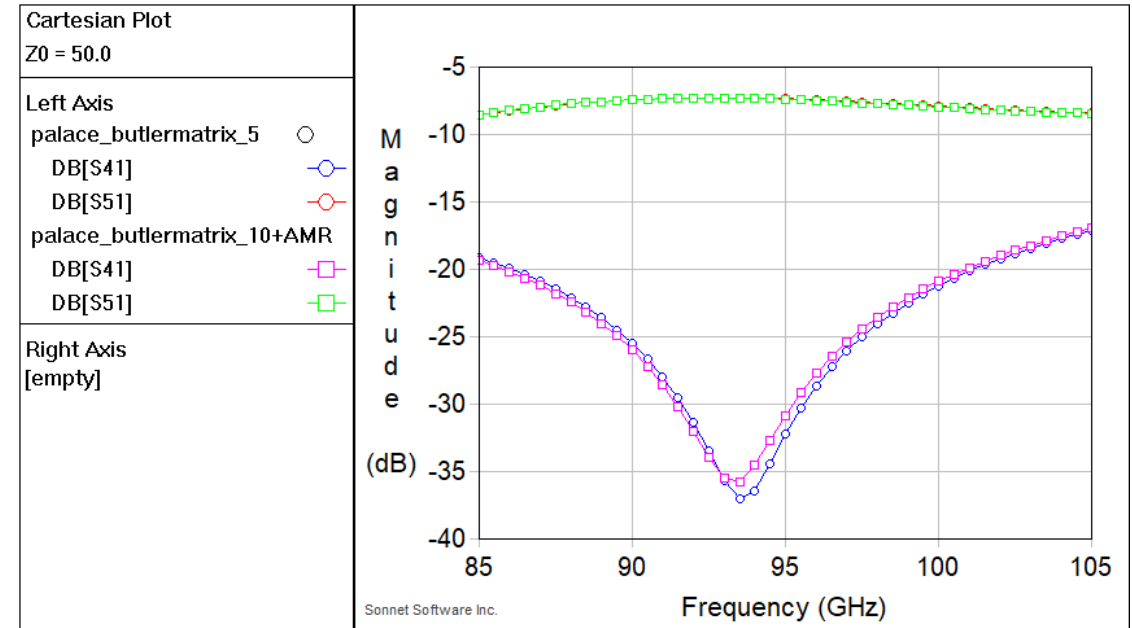 Cartesian Plot
Z0 = 50.0
Left Axis
palace_butlermatrix_5
DB[S41]
DB[S51]
palace_butlermatrix_10+AMR
DB[S41]
DB[S51]
Right Axis
[empty]
Magnitude
(dB)
-5
-10
-15
-20
-25
-30
-35
-40
85 90 95 100 105
Sonnet Software Inc.
Frequency (GHz)